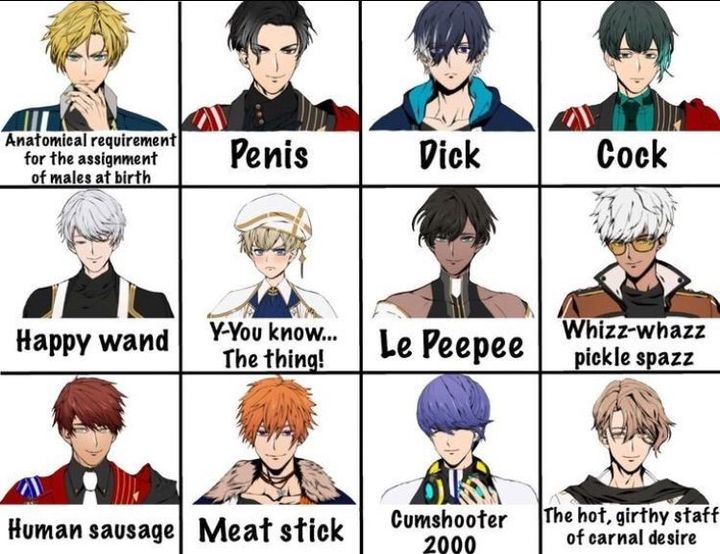 Anatomical requirement
for the assignment
of males at birth
Penis
Dick
Cock
Happy wand
Y-You know...
The thing!
Le Peepee
Whizz-whazz
pickle spazz
Human sausage
Meat stick
Cumshooter
2000
The hot, girthy staff
of carnal desire